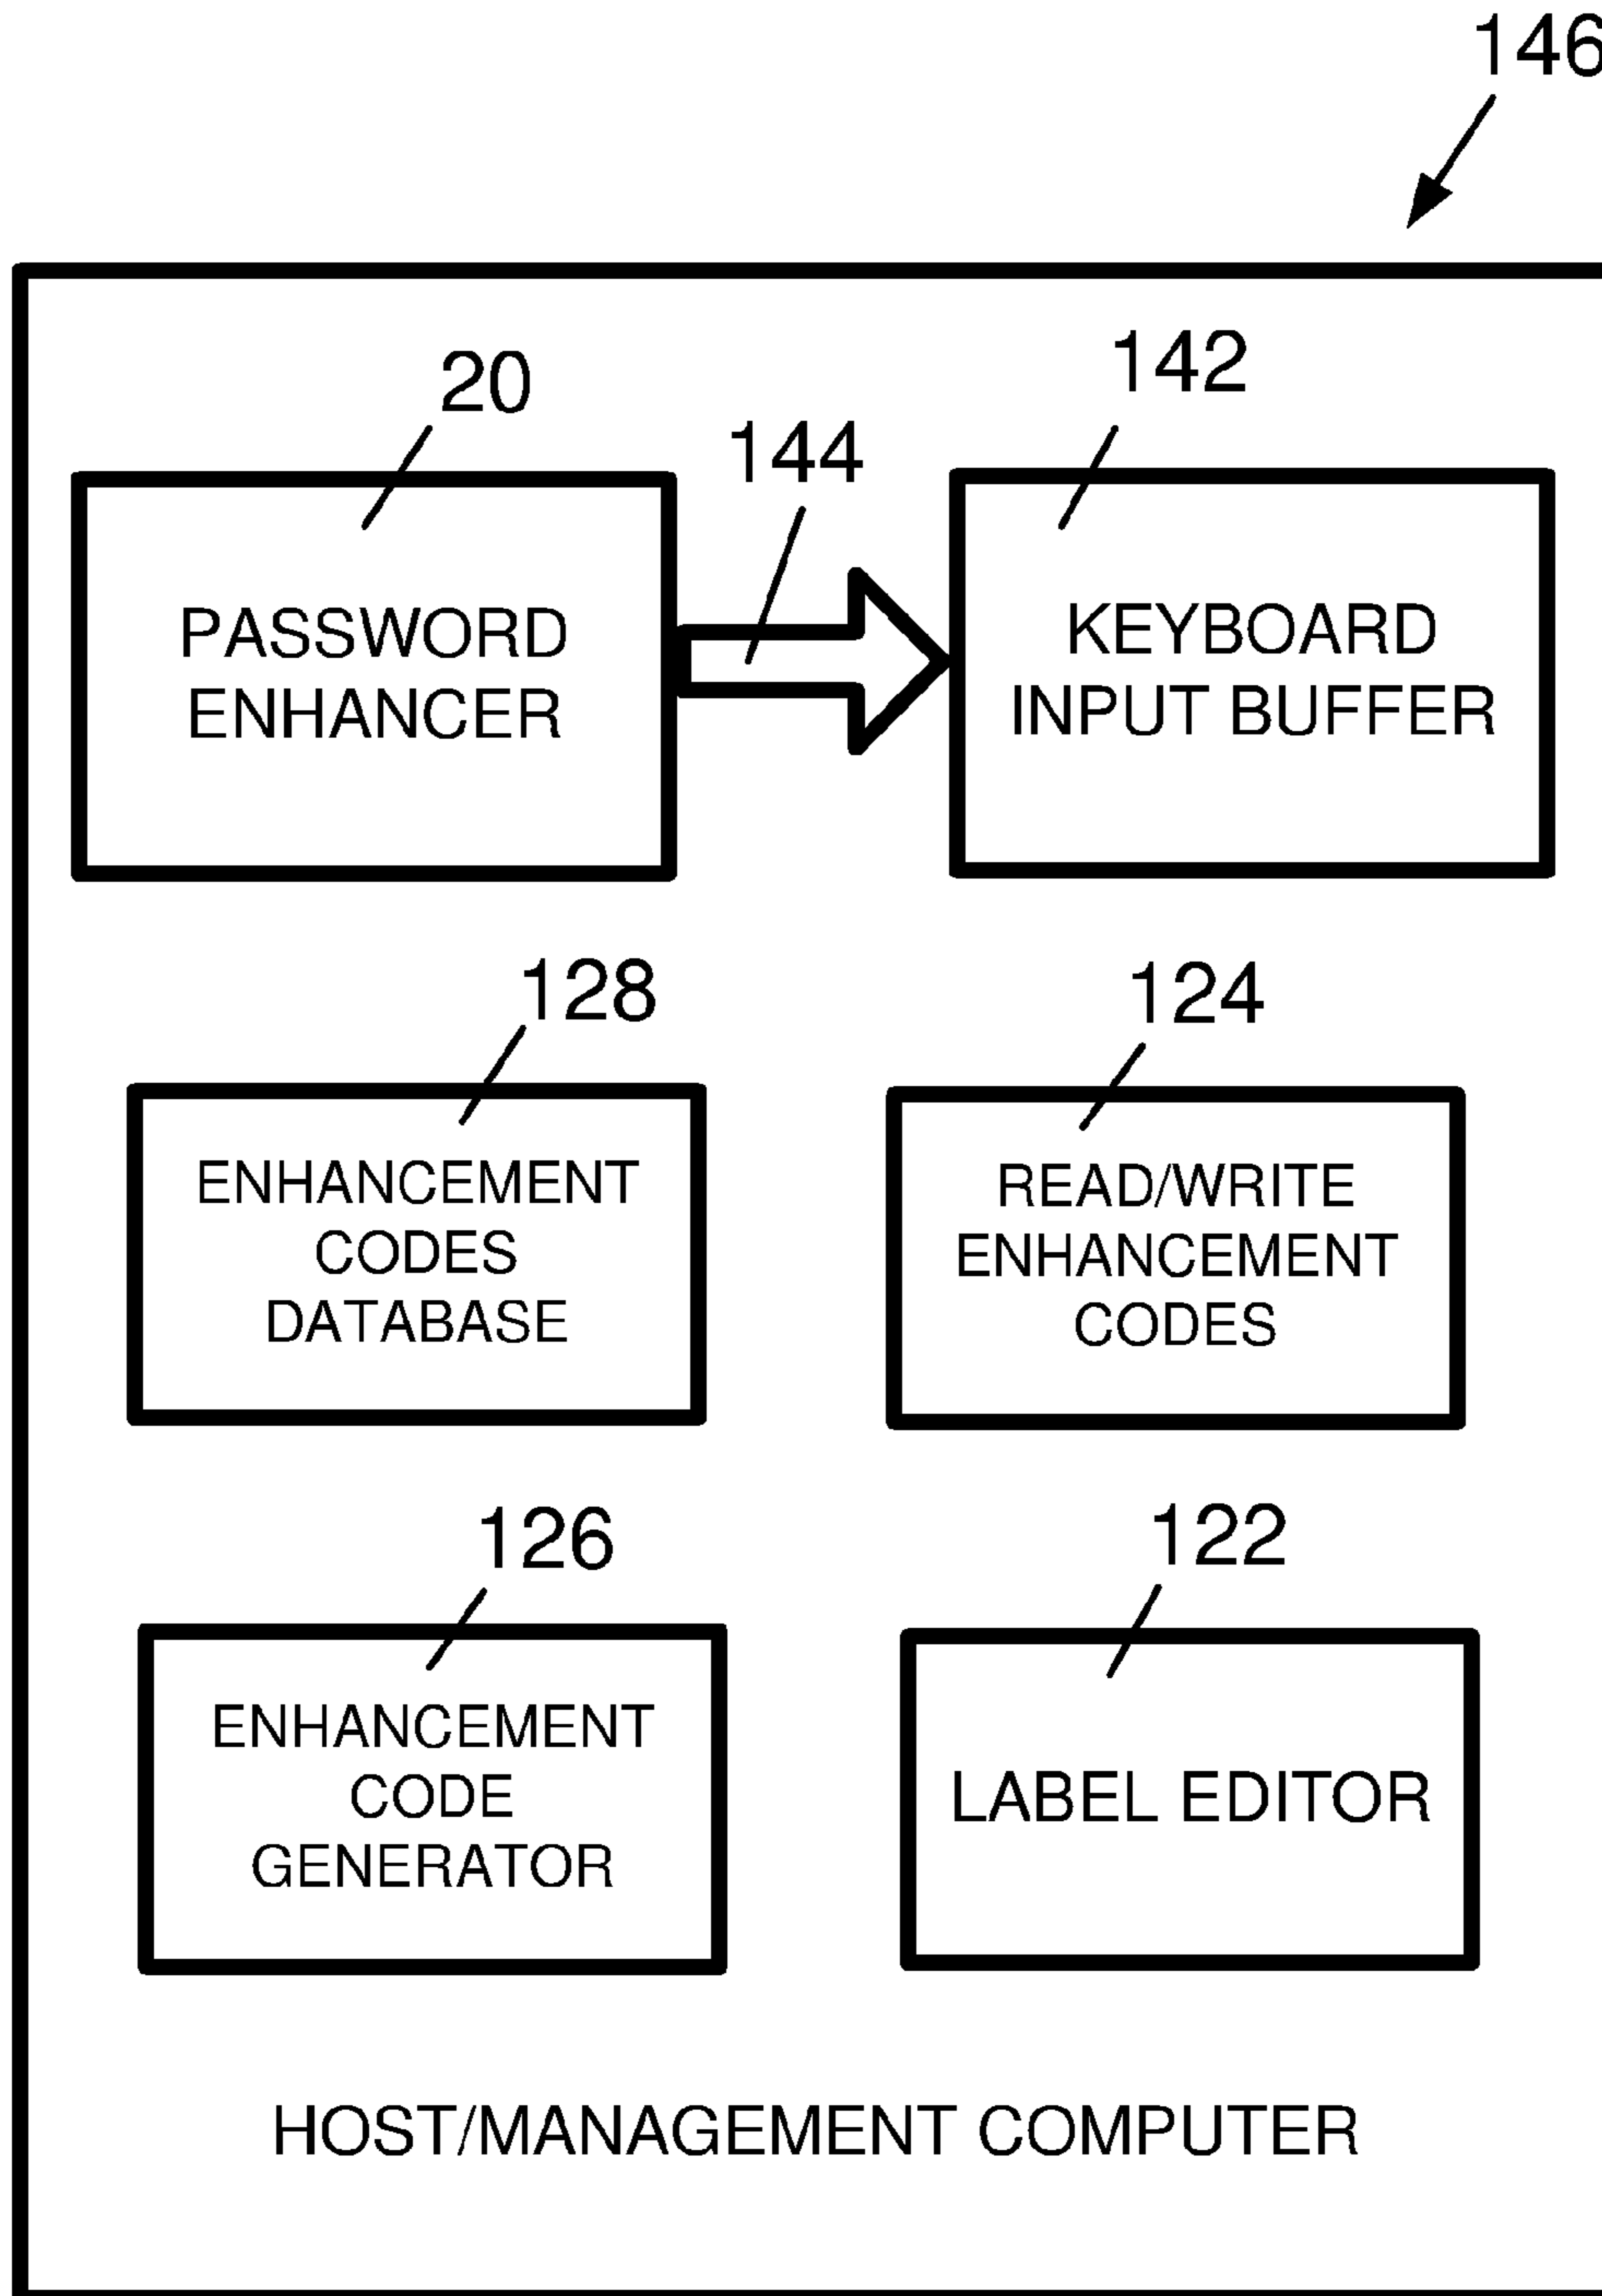 146
20
142
144
PASSWORD
ENHANCER
KEYBOARD
INPUT BUFFER
128
124
ENHANCEMENT
CODES
DATABASE
READ/WRITE
ENHANCEMENT
CODES
126
122
ENHANCEMENT
CODE
GENERATOR
LABEL EDITOR
HOST/MANAGEMENT COMPUTER